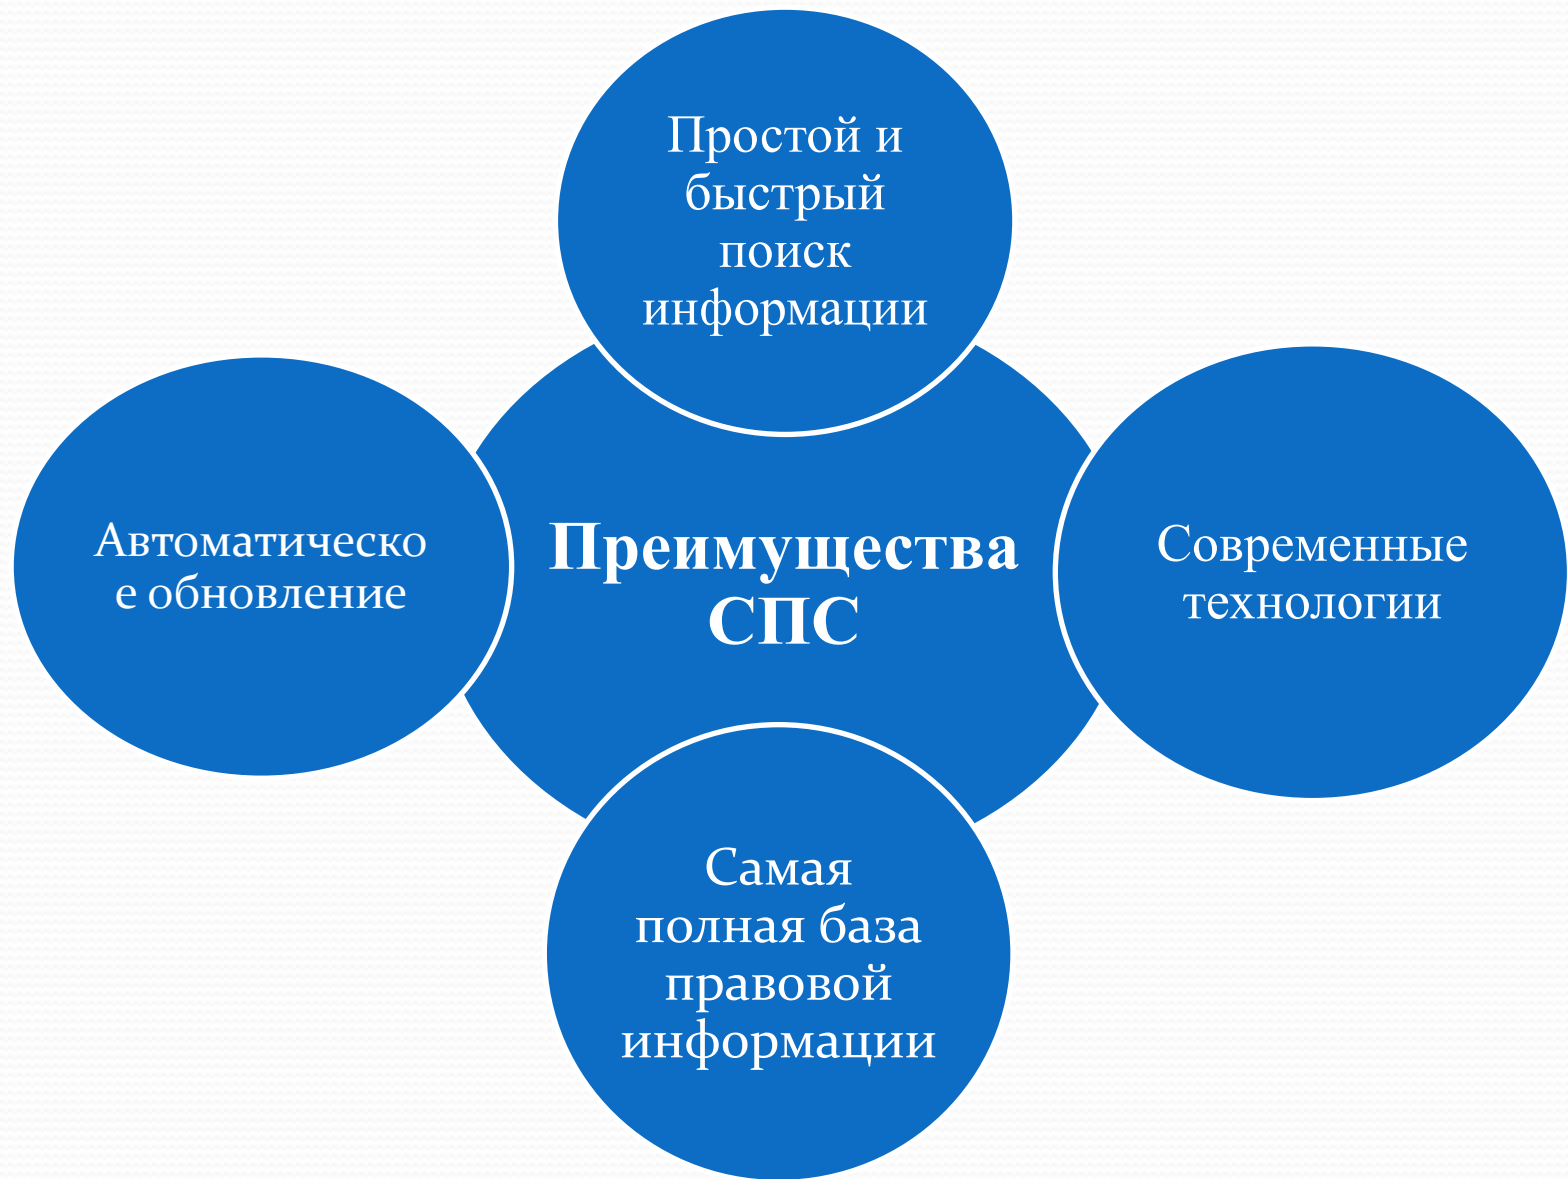 Простой и
быстрый
поиск
информации
Автоматическо
е обновление
Преимущества
СПС
Современные
технологии
Самая
полная база
правовой
информации